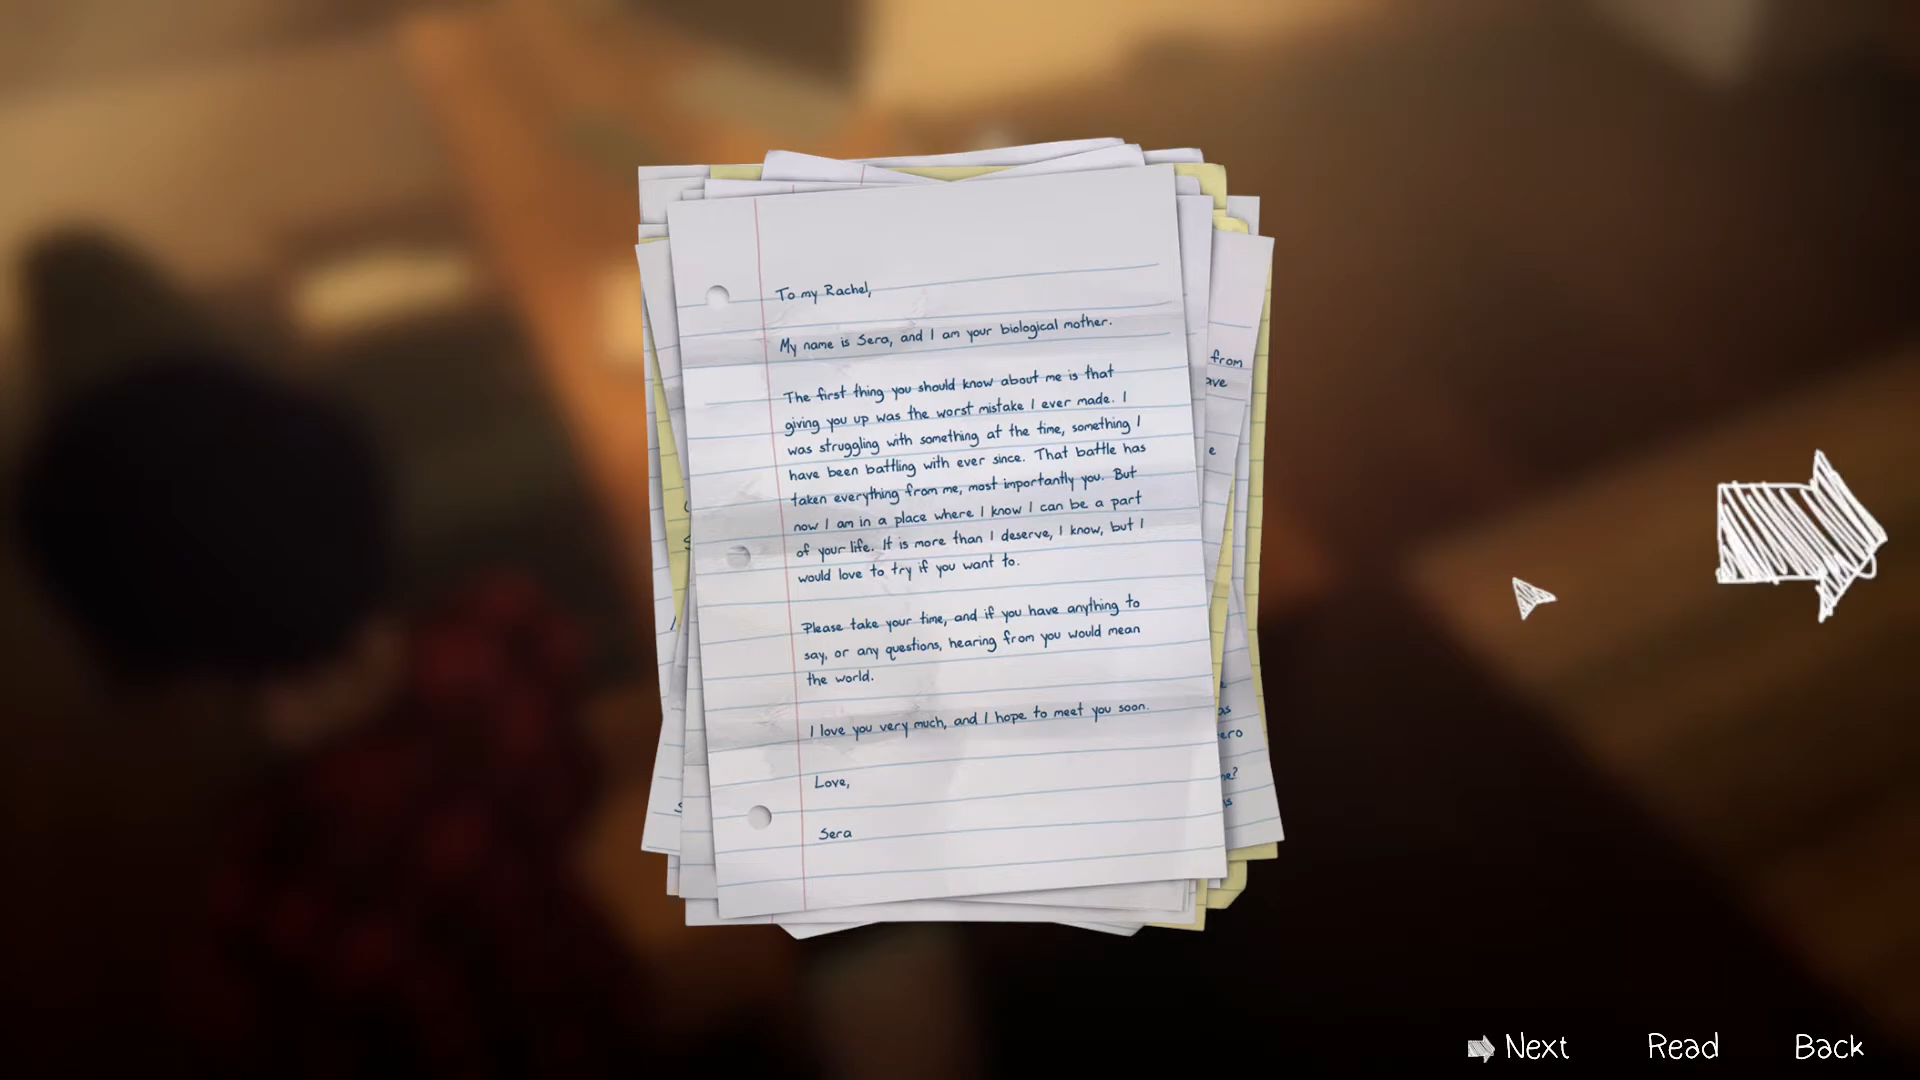 To my Rachel,
My name is Sera, and I am your biological mother.
The first thing you should know about me is that
giving you up was the worst mistake I ever made. I
was struggling with something at the time, something I
have been battling with ever since. That battle has
taken everything from me, most importantly you. But
now I am in a place where I know I can be a part
of your life. It is more than I deserve, I know, but I
would love to try if you want to.
Please take your time, and if you have anything to
say, or any questions, hearing from you would mean
the world.
I love you very much, and I hope to meet you soon.
Love,
Sera
from
Next Read Back